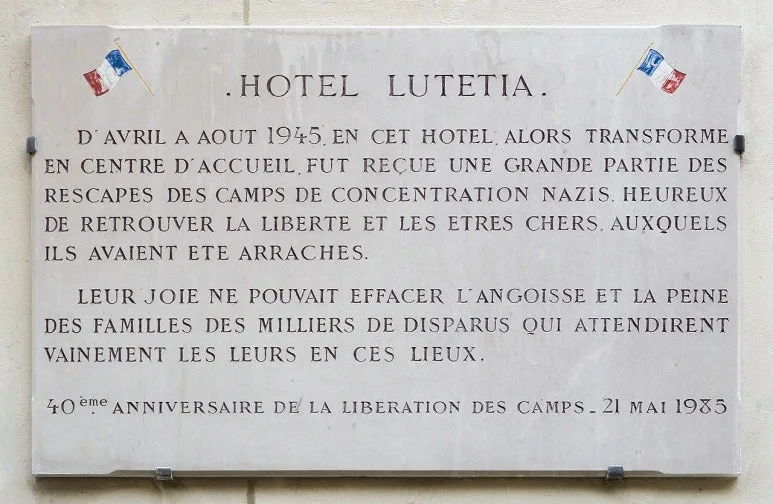 .HOTEL LUTETIA.
D'AVRIL A AOUT 1945, EN CET HOTEL, ALORS TRANSFORME
EN CENTRE D'ACCUEIL, FUT REÇUE UNE GRANDE PARTIE DES
RESCAPES DES CAMPS DE CONCENTRATION NAZIS, HEUREUX
DE RETROUVER LA LIBERTE ET LES ETRES CHERS, AUXQUELS
ILS AVAIENT ETE ARRACHES.
LEUR JOIE NE POUVAIT EFFACER L'ANGOISSE ET LA PEINE
DES FAMILLES DES MILLIERS DE DISPARUS QUI ATTENDIRENT
VAINEMENT LES LEURS EN CES LIEUX.
40ème ANNIVERSAIRE DE LA LIBERATION DES CAMPS - 21 MAI 1985